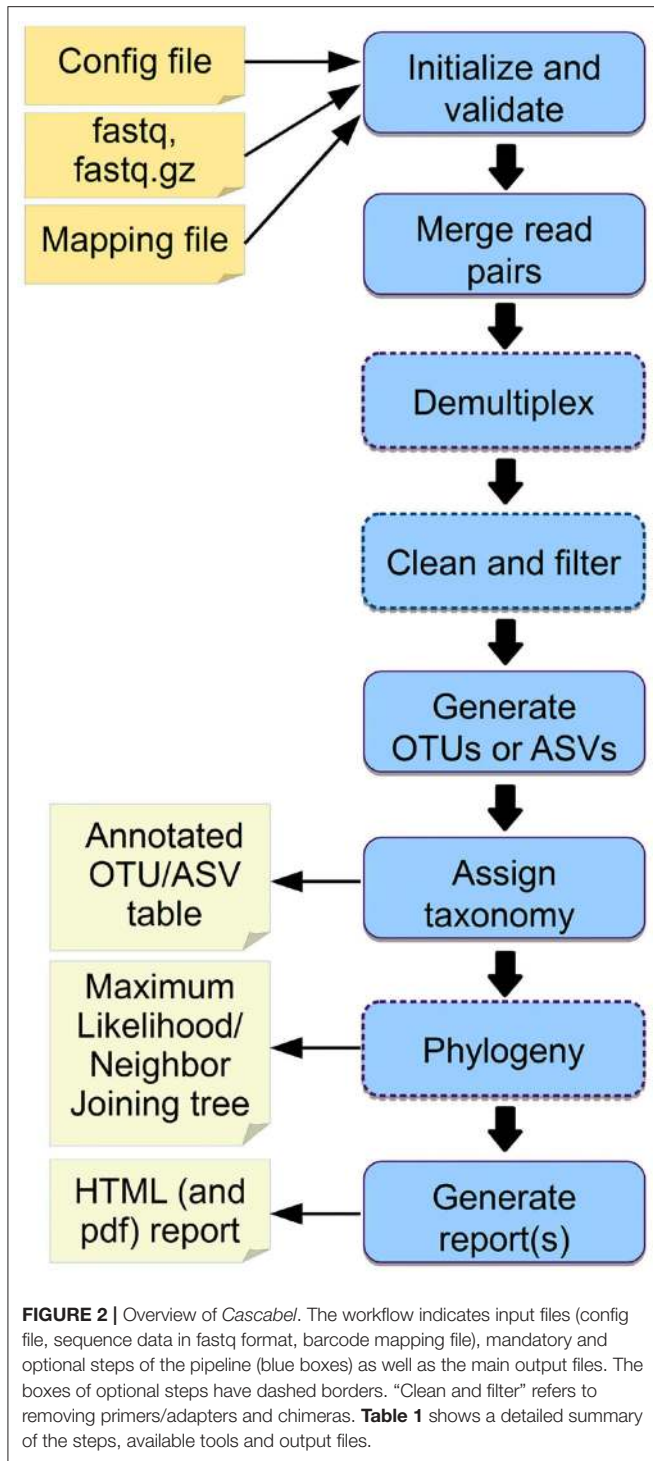 Config file
fastq,
fastq.gz
Mapping file
Initialize and
validate
Merge read
pairs
Demultiplex
Clean and filter
Generate
OTUs or ASVs
Annotated
OTU/ASV
table
Assign
taxonomy
Maximum
Likelihood/
Neighbor
Joining tree
Phylogeny
HTML (and
pdf) report
Generate
report(s)
FIGURE 2 | Overview of Cascabel. The workflow indicates input files (config
file, sequence data in fastq format, barcode mapping file), mandatory and
optional steps of the pipeline (blue boxes) as well as the main output files. The
boxes of optional steps have dashed borders. “Clean and filter” refers to
removing primers/adapters and chimeras. Table 1 shows a detailed summary
of the steps, available tools and output files.